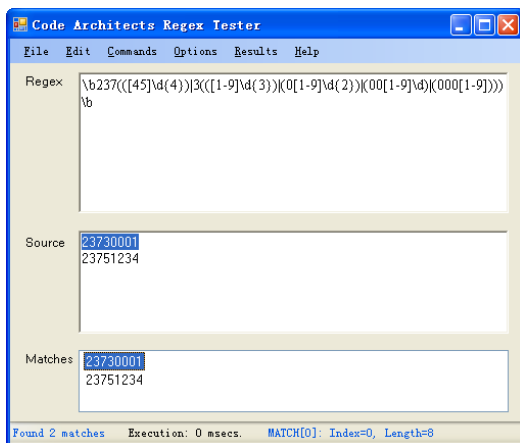 Code Architects Regex Tester
File Edit Commands Options Results Help
Regex
\b237(([45]\d{4})|3(([1-9]\d{3})|(0[1-9]\d{2})|(00[1-9]\d)|(000[1-9])))
\b
Source
23730001
23751234
Matches
23730001
23751234
Found 2 matches Execution: 0 msecs. MATCH[0]: Index=0, Length=8